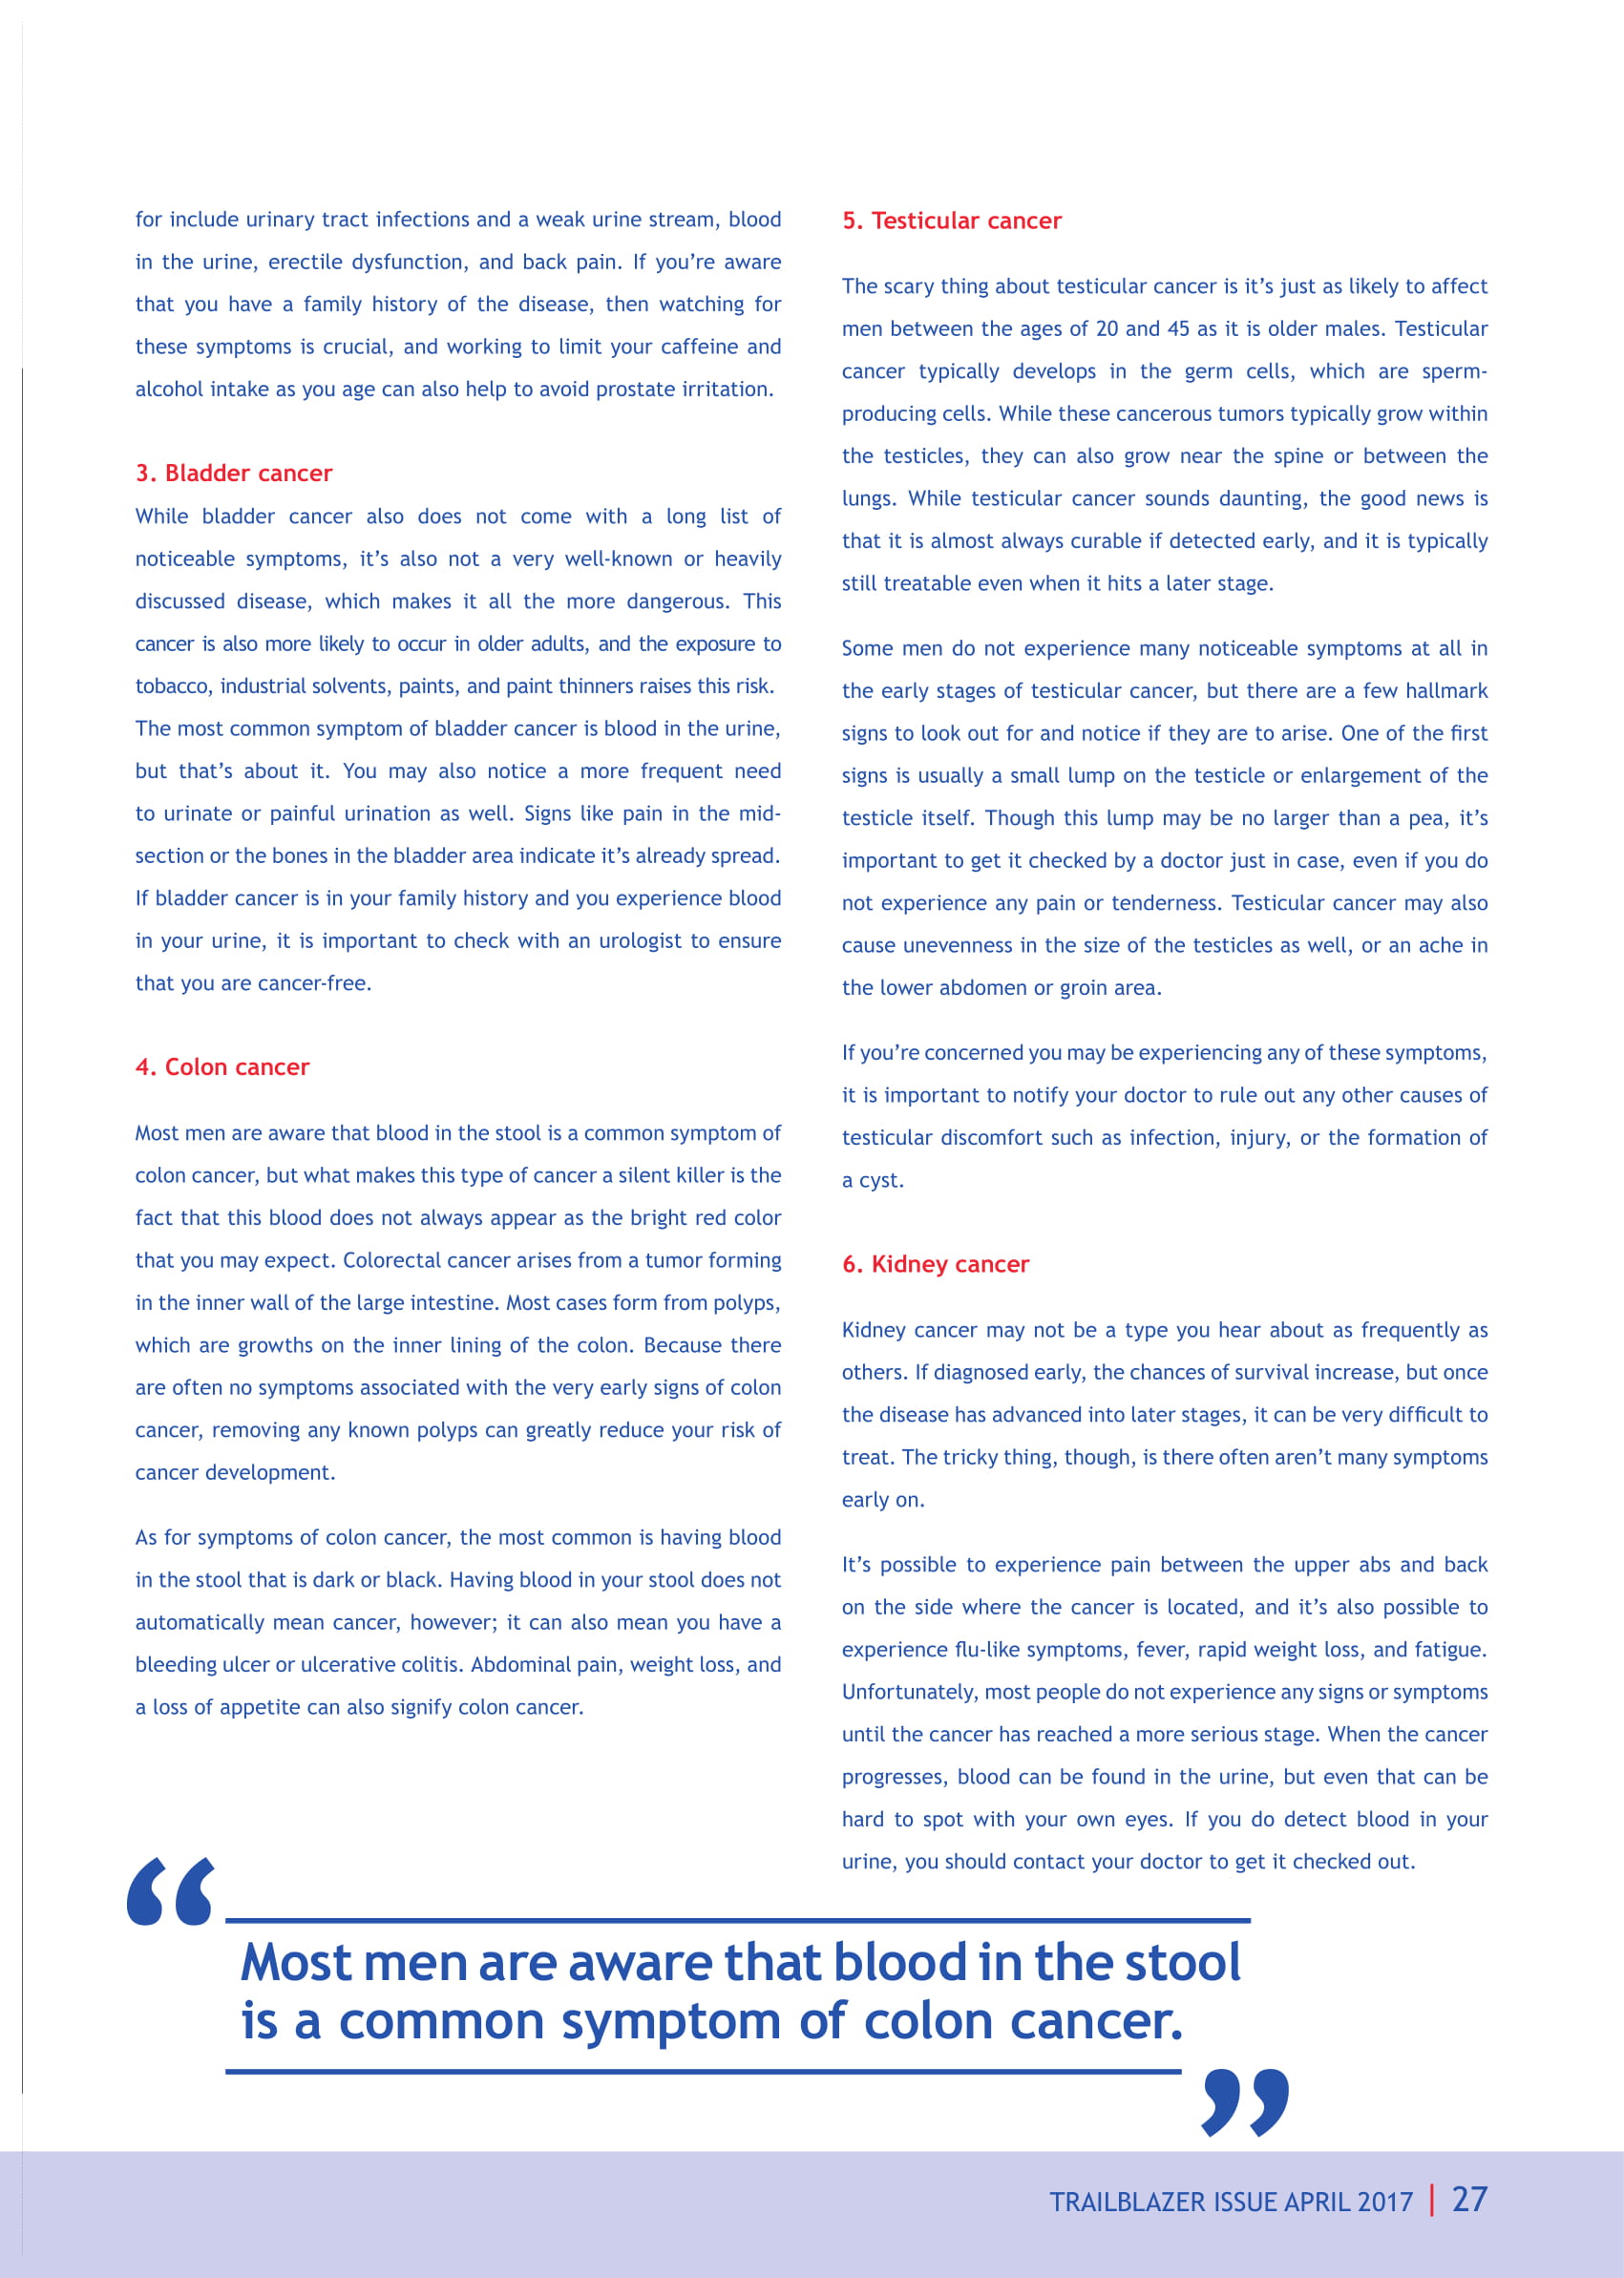 for include urinary tract infections and a weak urine stream, blood
in the urine, erectile dysfunction, and back pain. If you’re aware
that you have a family history of the disease, then watching for
these symptoms is crucial, and working to limit your caffeine and
alcohol intake as you age can also help to avoid prostate irritation.
3. Bladder cancer
While bladder cancer also does not come with a long list of
noticeable symptoms, it’s also not a very well-known or heavily
discussed disease, which makes it all the more dangerous. This
cancer is also more likely to occur in older adults, and the exposure to
tobacco, industrial solvents, paints, and paint thinners raises this risk.
The most common symptom of bladder cancer is blood in the urine,
but that’s about it. You may also notice a more frequent need
to urinate or painful urination as well. Signs like pain in the mid-
section or the bones in the bladder area indicate it’s already spread.
If bladder cancer is in your family history and you experience blood
in your urine, it is important to check with an urologist to ensure
that you are cancer-free.
4. Colon cancer
Most men are aware that blood in the stool is a common symptom of
colon cancer, but what makes this type of cancer a silent killer is the
fact that this blood does not always appear as the bright red color
that you may expect. Colorectal cancer arises from a tumor forming
in the inner wall of the large intestine. Most cases form from polyps,
which are growths on the inner lining of the colon. Because there
are often no symptoms associated with the very early signs of colon
cancer, removing any known polyps can greatly reduce your risk of
cancer development.
As for symptoms of colon cancer, the most common is having blood
in the stool that is dark or black. Having blood in your stool does not
automatically mean cancer, however; it can also mean you have a
bleeding ulcer or ulcerative colitis. Abdominal pain, weight loss, and
a loss of appetite can also signify colon cancer.
5. Testicular cancer
The scary thing about testicular cancer is it’s just as likely to affect
men between the ages of 20 and 45 as it is older males. Testicular
cancer typically develops in the germ cells, which are sperm-
producing cells. While these cancerous tumors typically grow within
the testicles, they can also grow near the spine or between the
lungs. While testicular cancer sounds daunting, the good news is
that it is almost always curable if detected early, and it is typically
still treatable even when it hits a later stage.
Some men do not experience many noticeable symptoms at all in
the early stages of testicular cancer, but there are a few hallmark
signs to look out for and notice if they are to arise. One of the first
signs is usually a small lump on the testicle or enlargement of the
testicle itself. Though this lump may be no larger than a pea, it’s
important to get it checked by a doctor just in case, even if you do
not experience any pain or tenderness. Testicular cancer may also
cause unevenness in the size of the testicles as well, or an ache in
the lower abdomen or groin area.
If you’re concerned you may be experiencing any of these symptoms,
it is important to notify your doctor to rule out any other causes of
testicular discomfort such as infection, injury, or the formation of
a cyst.
6. Kidney cancer
Kidney cancer may not be a type you hear about as frequently as
others. If diagnosed early, the chances of survival increase, but once
the disease has advanced into later stages, it can be very difficult to
treat. The tricky thing, though, is there often aren’t many symptoms
early on.
It’s possible to experience pain between the upper abs and back
on the side where the cancer is located, and it’s also possible to
experience flu-like symptoms, fever, rapid weight loss, and fatigue.
Unfortunately, most people do not experience any signs or symptoms
until the cancer has reached a more serious stage. When the cancer
progresses, blood can be found in the urine, but even that can be
hard to spot with your own eyes. If you do detect blood in your
urine, you should contact your doctor to get it checked out.
“Most men are aware that blood in the stool
is a common symptom of colon cancer.”
TRAILBLAZER ISSUE APRIL 2017 | 27